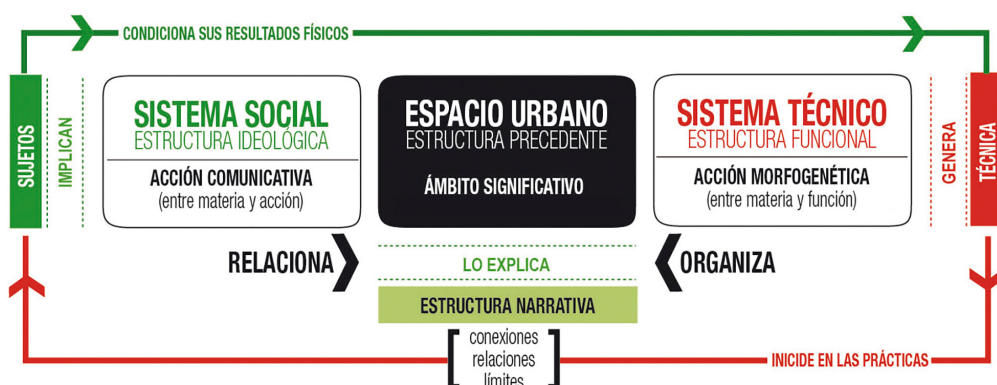 CONDICIONA SUS RESULTADOS FÍSICOS
SUJETOS
IMPLICAN
SISTEMA SOCIAL
ESTRUCTURA IDEOLÓGICA
ACCIÓN COMUNICATIVA
(entre materia y acción)
ESPACIO URBANO
ESTRUCTURA PRECEDENTE
ÁMBITO SIGNIFICATIVO
SISTEMA TÉCNICO
ESTRUCTURA FUNCIONAL
ACCIÓN MORFOGENÉTICA
(entre materia y función)
GENERA
TÉCNICA
RELACIONA
LO EXPLICA
ORGANIZA
ESTRUCTURA NARRATIVA
conexiones
relaciones
límites
INICIDE EN LAS PRÁCTICAS